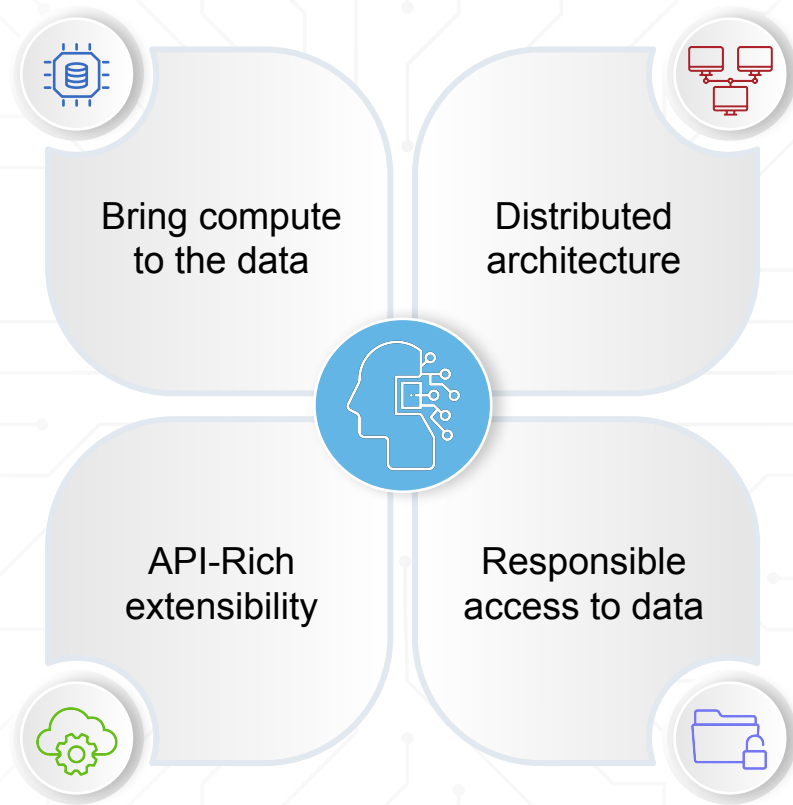 Bring compute
to the data
Distributed
architecture
API-Rich
extensibility
Responsible
access to data